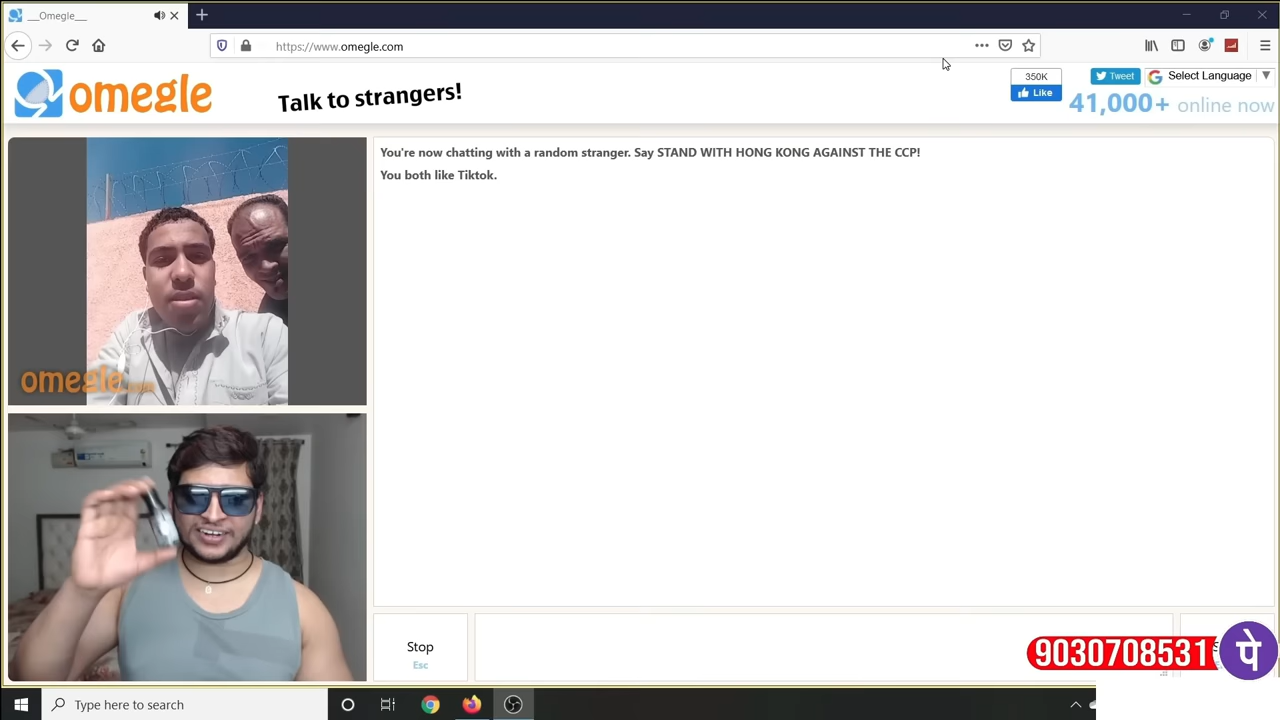 __Omegle__
https://www.omegle.com
omegle
Talk to strangers!
350K
Like
Tweet
Select Language
41,000+ online now
You're now chatting with a random stranger. Say STAND WITH HONG KONG AGAINST THE CCP!
You both like Tiktok.
omegle.com
Stop
Esc
9030708531
पे
Type here to search